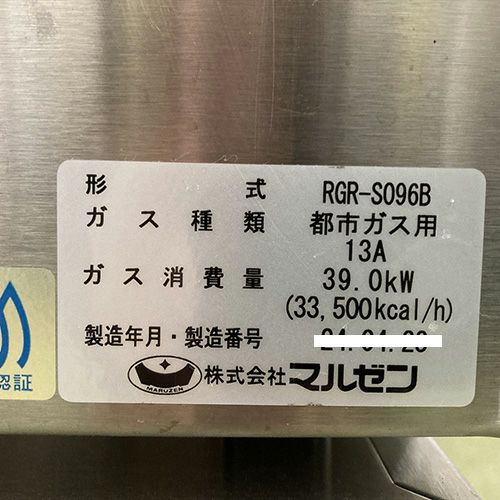 形式 RGR-S096B
ガス種類 都市ガス用
13A
ガス消費量 39.0kW
(33,500kcal/h)
製造年月・製造番号
MARUZEN 株式会社マルゼン
認証